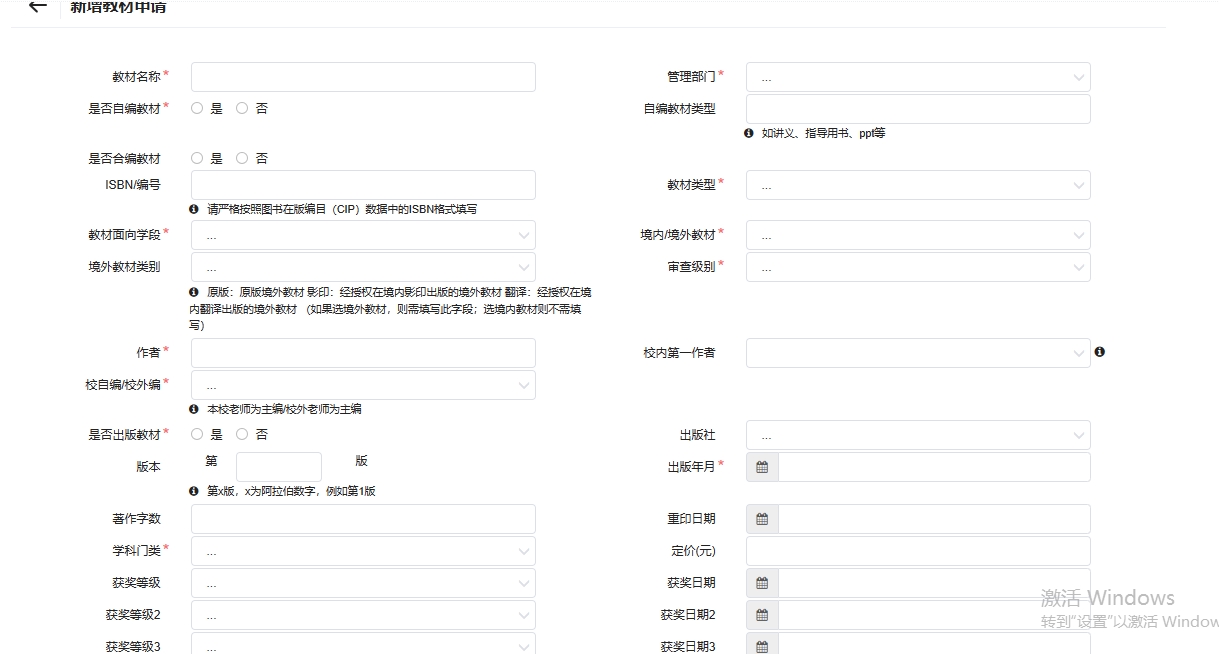 新增教材申请
教材名称* 管理部门* ...
是否自编教材* 是 否 自编教材类型
如讲义、指导用书、ppt等
是否合编教材 是 否
ISBN/编号 教材类型* ...
请严格按照图书在版编目（CIP）数据中的ISBN格式填写
教材面向学段* ... 境内/境外教材* ...
境外教材类别 ... 审查级别* ...
原版：原版境外教材 影印：经授权在境内影印出版的境外教材 翻译：经授权在境
内翻译出版的境外教材 （如果选境外教材，则需填写此字段；选境内教材则不需填
写）
作者* 校内第一作者
校自编/校外编* ...
本校老师为主编/校外老师为主编
是否出版教材* 是 否 出版社 ...
版本 第 版 出版年月*
第x版，x为阿拉伯数字，例如第1版
著作字数 重印日期
学科门类* ... 定价(元)
获奖等级 ... 获奖日期
激活 Windows
获奖等级2 ... 获奖日期2
转到"设置"以激活 Window
获奖等级3 ... 获奖日期3